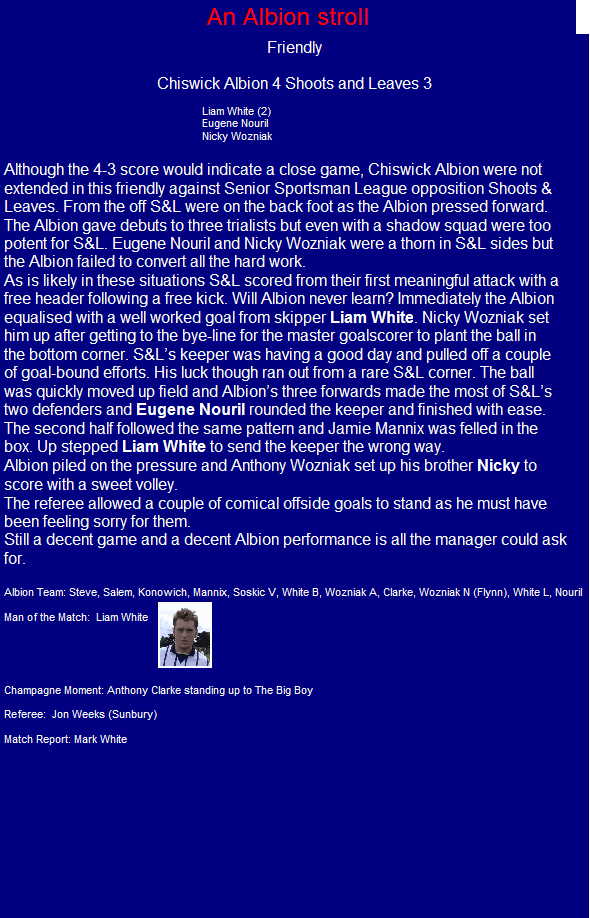 An Albion stroll
Friendly
Chiswick Albion 4 Shoots and Leaves 3
Liam White (2)
Eugene Nouril
Nicky Wozniak
Although the 4-3 score would indicate a close game, Chiswick Albion were not
extended in this friendly against Senior Sportsman League opposition Shoots &
Leaves. From the off S&L were on the back foot as the Albion pressed forward.
The Albion gave debuts to three trialists but even with a shadow squad were too
potent for S&L. Eugene Nouril and Nicky Wozniak were a thorn in S&L sides but
the Albion failed to convert all the hard work.
As is likely in these situations S&L scored from their first meaningful attack with a
free header following a free kick. Will Albion never learn? Immediately the Albion
equalised with a well worked goal from skipper Liam White. Nicky Wozniak set
him up after getting to the bye-line for the master goalscorer to plant the ball in
the bottom corner. S&L's keeper was having a good day and pulled off a couple
of goal-bound efforts. His luck though ran out from a rare S&L corner. The ball
was quickly moved up field and Albion's three forwards made the most of S&L's
two defenders and Eugene Nouril rounded the keeper and finished with ease.
The second half followed the same pattern and Jamie Mannix was felled in the
box. Up stepped Liam White to send the keeper the wrong way.
Albion piled on the pressure and Anthony Wozniak set up his brother Nicky to
score with a sweet volley.
The referee allowed a couple of comical offside goals to stand as he must have
been feeling sorry for them.
Still a decent game and a decent Albion performance is all the manager could ask
for.
Albion Team: Steve, Salem, Konowich, Mannix, Soskic V, White B, Wozniak A, Clarke, Wozniak N (Flynn), White L, Nouril
Man of the Match: Liam White
Champagne Moment: Anthony Clarke standing up to The Big Boy
Referee: Jon Weeks (Sunbury)
Match Report: Mark White